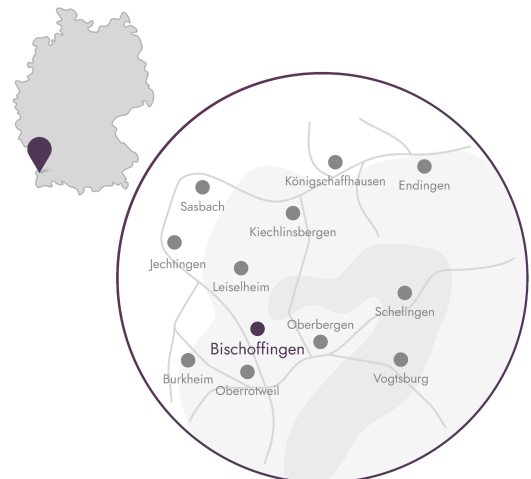 Königschaffhausen
Endingen
Sasbach
Kiechlinsbergen
Jechtingen
Leiselheim
Schelingen
Oberbergen
Bischoffingen
Burkheim
Vogtsburg
Oberrotweil